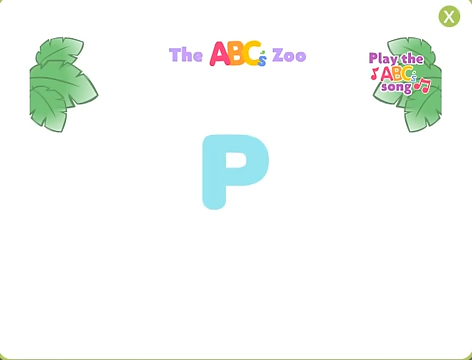 The ABCs Zoo
Play the
ABCs
song
P
X